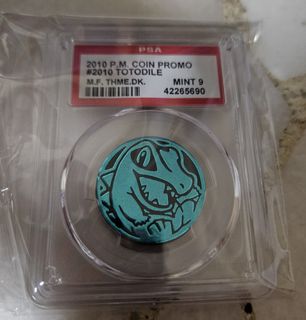 PSA
2010 P.M. COIN PROMO
#2010 TOTODILE
M.F. THME.DK. MINT 9
42265690